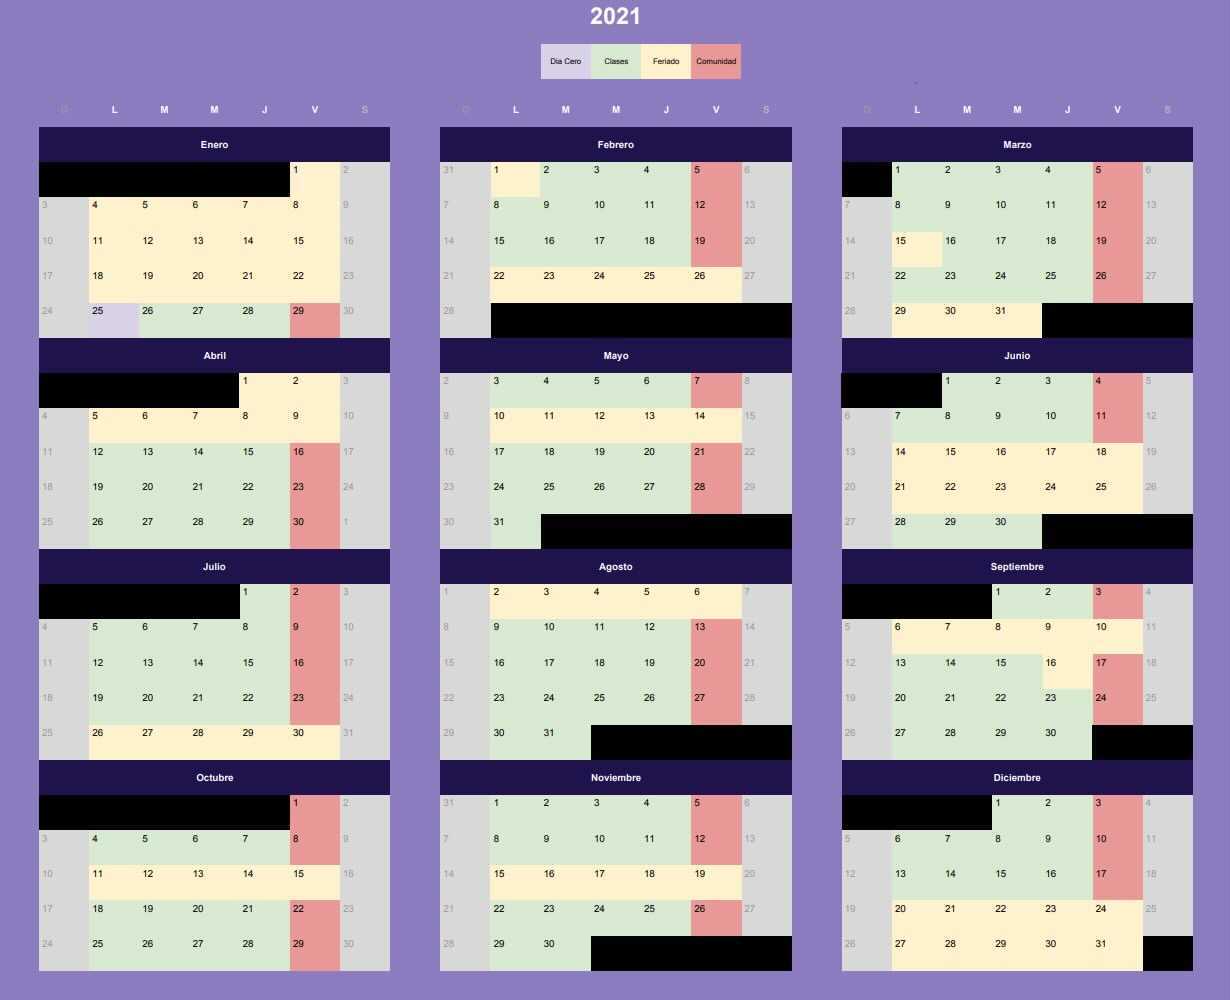 2021
Dia Cero Clases Feriado Comunidad
D L M M J V S D L M M J V S D L M M J V S
Enero Febrero Marzo
1 2 31 1 2 3 4 5 6 1 2 3 4 5 6
3 4 5 6 7 8 9 7 8 9 10 11 12 13 7 8 9 10 11 12 13
10 11 12 13 14 15 16 14 15 16 17 18 19 20 14 15 16 17 18 19 20
17 18 19 20 21 22 23 21 22 23 24 25 26 27 21 22 23 24 25 26 27
24 25 26 27 28 29 30 28 28 29 30 31
Abril Mayo Junio
1 2 3 2 3 4 5 6 7 8 1 2 3 4 5
4 5 6 7 8 9 10 9 10 11 12 13 14 15 6 7 8 9 10 11 12
11 12 13 14 15 16 17 16 17 18 19 20 21 22 13 14 15 16 17 18 19
18 19 20 21 22 23 24 23 24 25 26 27 28 29 20 21 22 23 24 25 26
25 26 27 28 29 30 1 30 31 27 28 29 30
Julio Agosto Septiembre
1 2 3 1 2 3 4 5 6 7 1 2 3 4
4 5 6 7 8 9 10 8 9 10 11 12 13 14 5 6 7 8 9 10 11
11 12 13 14 15 16 17 15 16 17 18 19 20 21 12 13 14 15 16 17 18
18 19 20 21 22 23 24 22 23 24 25 26 27 28 19 20 21 22 23 24 25
25 26 27 28 29 30 31 29 30 31 26 27 28 29 30
Octubre Noviembre Diciembre
1 2 31 1 2 3 4 5 6 1 2 3 4
3 4 5 6 7 8 9 7 8 9 10 11 12 13 5 6 7 8 9 10 11
10 11 12 13 14 15 16 14 15 16 17 18 19 20 12 13 14 15 16 17 18
17 18 19 20 21 22 23 21 22 23 24 25 26 27 19 20 21 22 23 24 25
24 25 26 27 28 29 30 28 29 30 26 27 28 29 30 31